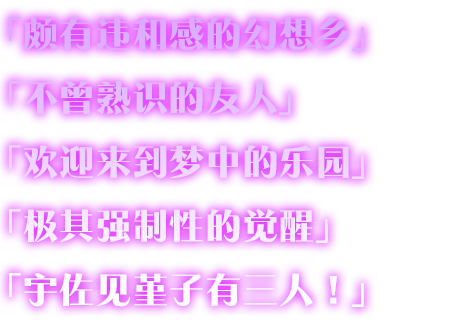 「颇有违和感的幻想乡」
「不曾熟识的友人」
「欢迎来到梦中的乐园」
「极其强制性的觉醒」
「宇佐见堇子有三人！」